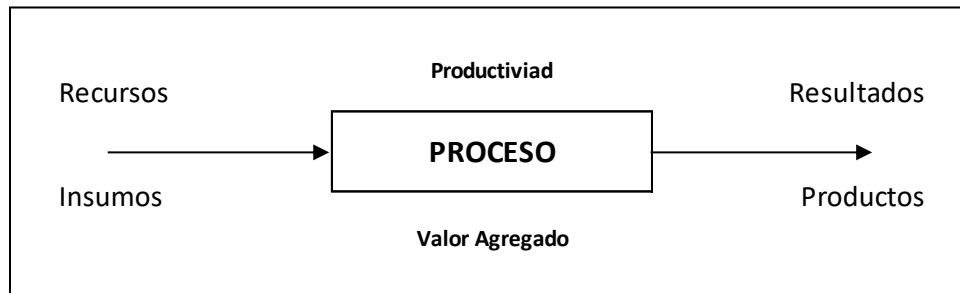 Productiviad
Recursos
Resultados
PROCESO
Insumos
Productos
Valor Agregado